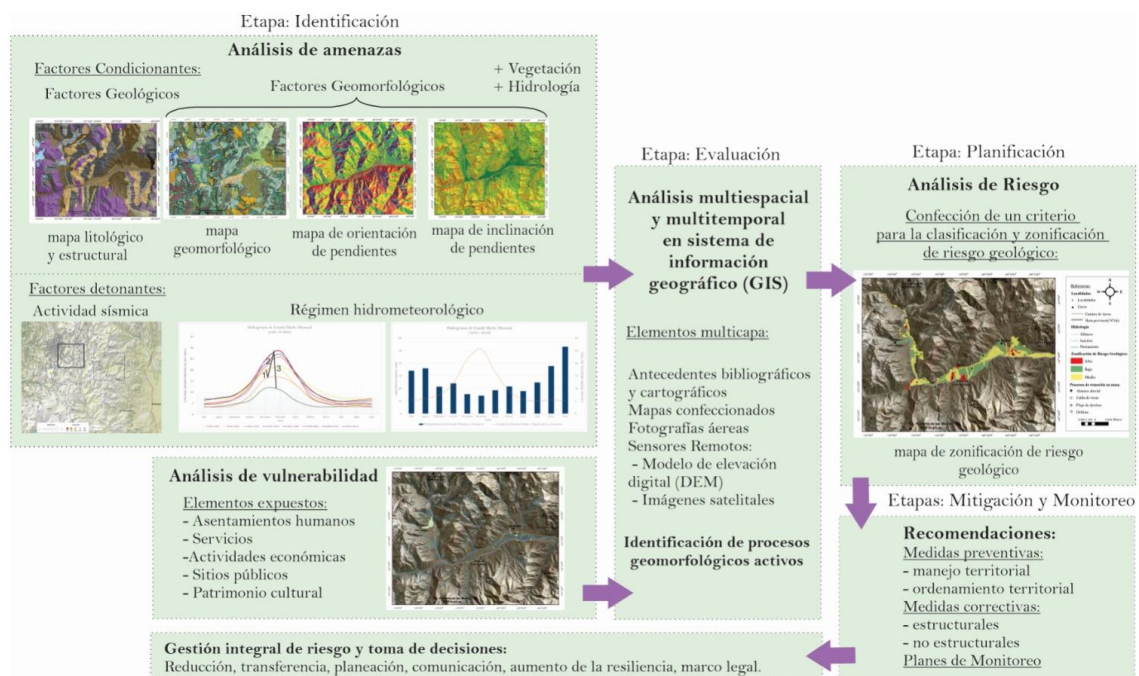 Etapa: Identificación
Análisis de amenazas
Factores Condicionantes:
Factores Geológicos
Factores Geomorfológicos
+ Vegetación
+ Hidrología
mapa litológico
y estructural
mapa
geomorfológico
mapa de orientación
de pendientes
mapa de inclinación
de pendientes
Factores detonantes:
Actividad sísmica
Régimen hidrometeorológico
1
2
3
Análisis de vulnerabilidad
Elementos expuestos:
- Asentamientos humanos
- Servicios
-Actividades económicas
- Sitios públicos
- Patrimonio cultural
Etapa: Evaluación
Análisis multiespacial
y multitemporal
en sistema de
información
geográfico (GIS)
Elementos multicapa:
Antecedentes bibliográficos
y cartográficos
Mapas confeccionados
Fotografías áereas
Sensores Remotos:
- Modelo de elevación
digital (DEM)
- Imágenes satelitales
Identificación de procesos
geomorfológicos activos
Etapa: Planificación
Análisis de Riesgo
Confección de un criterio
para la clasificación y zonificación
de riesgo geológico:
mapa de zonificación de riesgo
geológico
Etapas: Mitigación y Monitoreo
Recomendaciones:
Medidas preventivas:
- manejo territorial
- ordenamiento territorial
Medidas correctivas:
- estructurales
- no estructurales
Planes de Monitoreo
Gestión integral de riesgo y toma de decisiones:
Reducción, transferencia, planeación, comunicación, aumento de la resiliencia, marco legal.